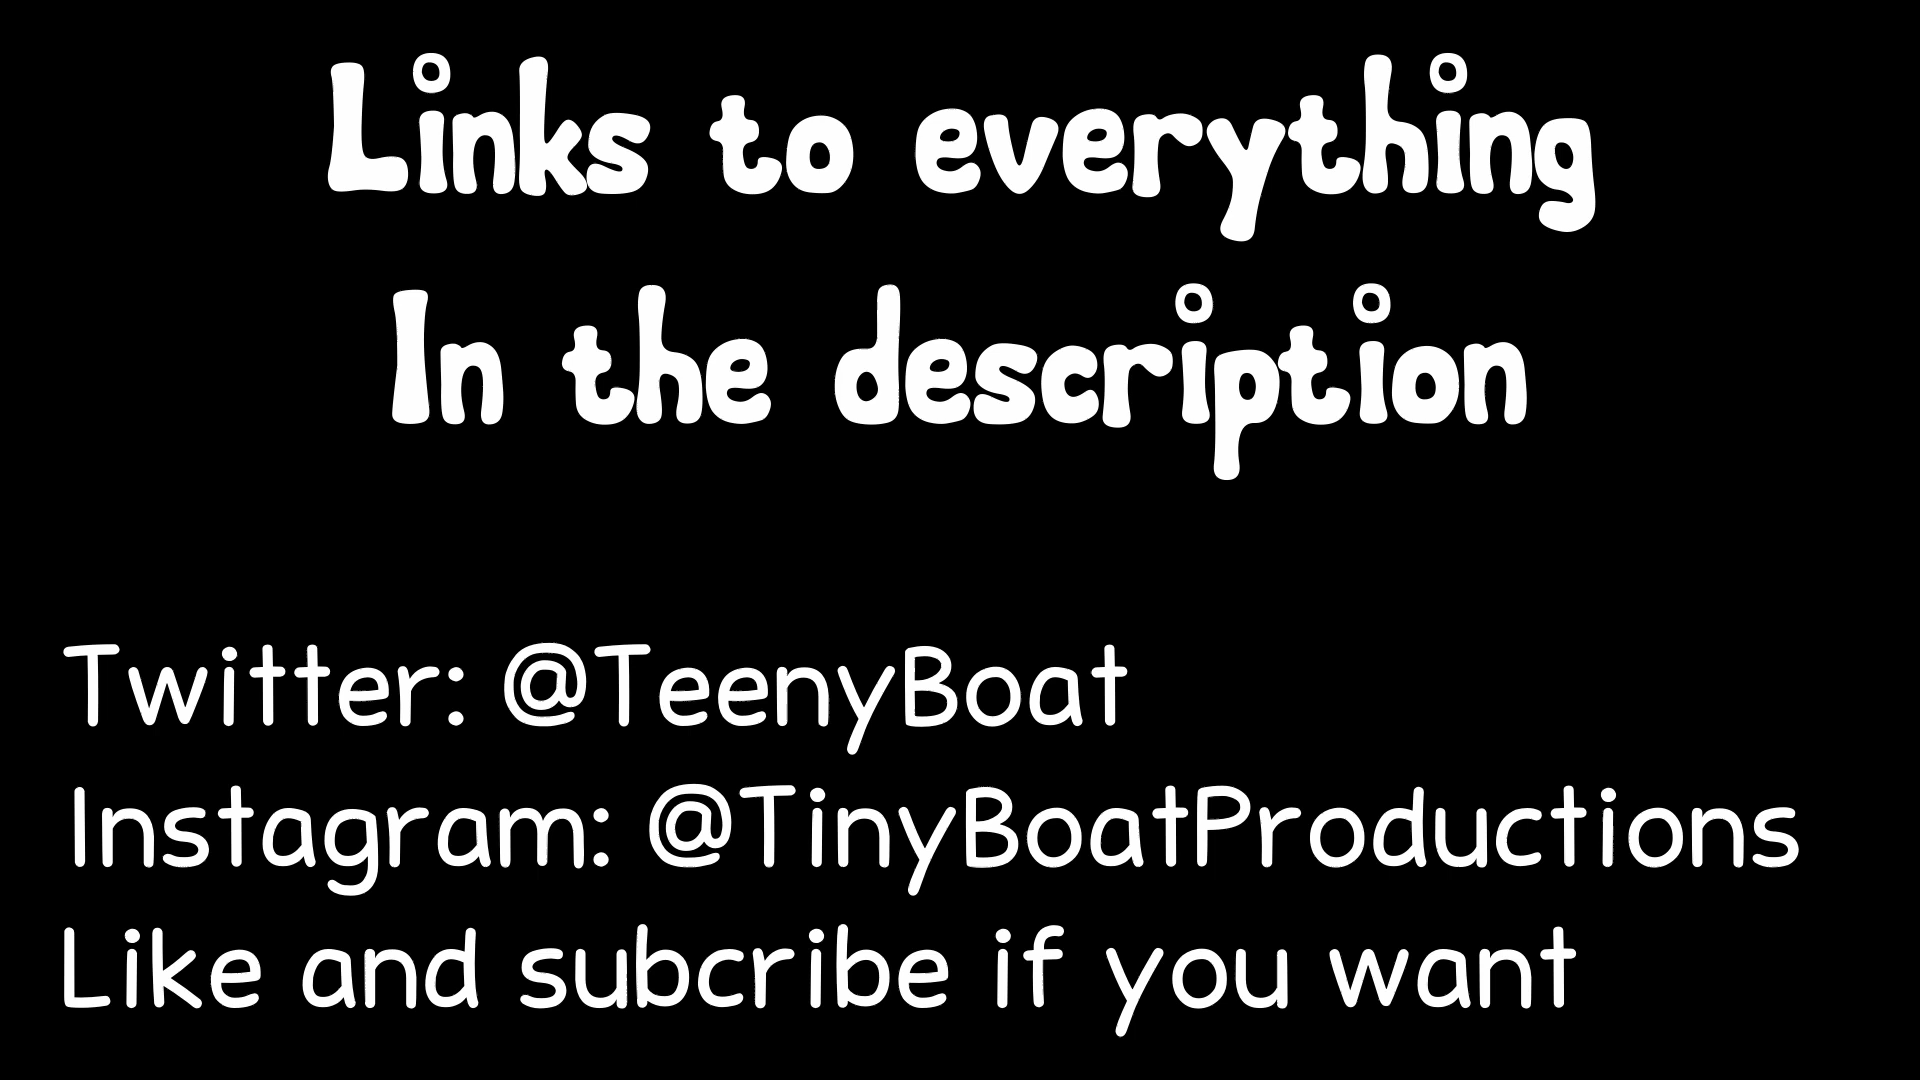 Links to everything
In the description
Twitter: @TeenyBoat
Instagram: @TinyBoatProductions
Like and subcribe if you want